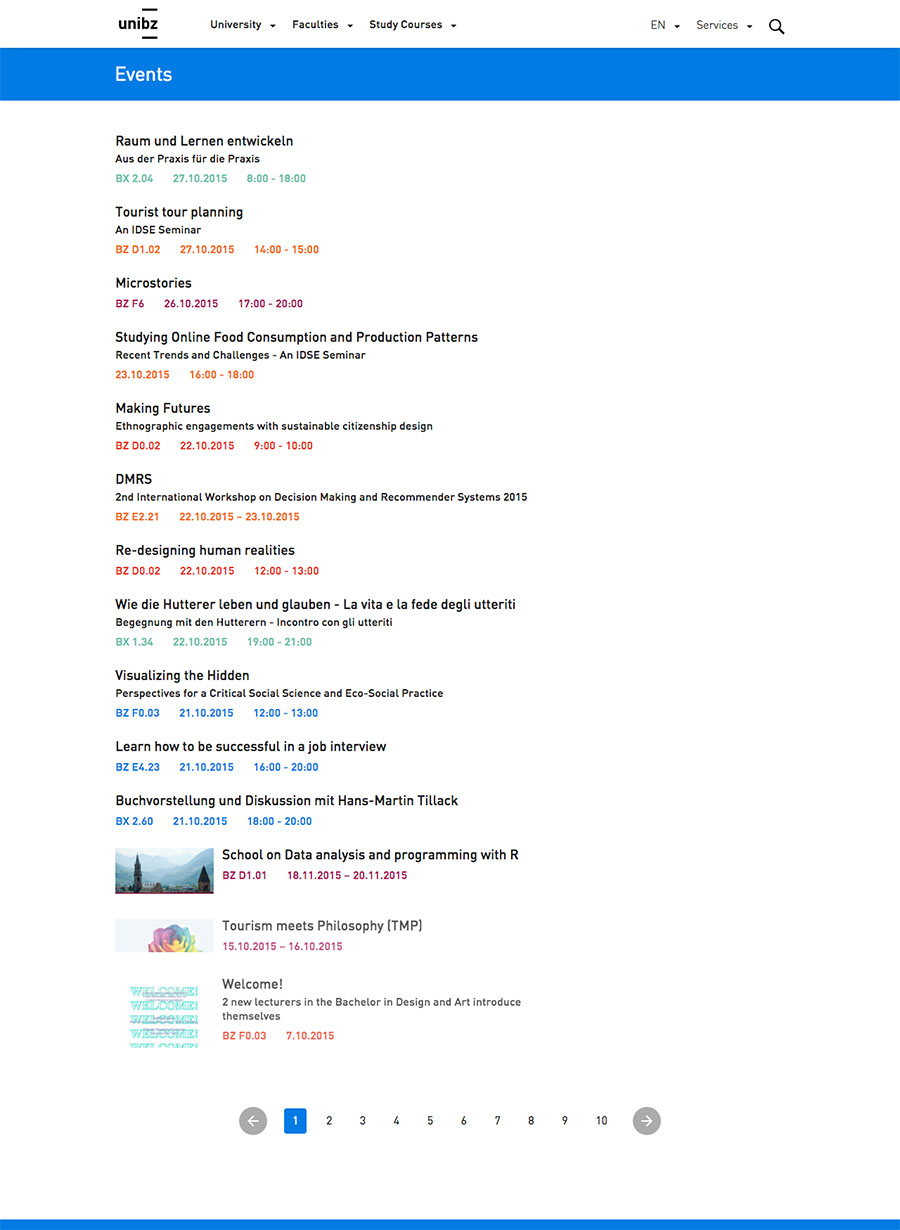 unibz
University
Faculties
Study Courses
EN
Services
Events
Raum und Lernen entwickeln
Aus der Praxis für die Praxis
BX 2.04 27.10.2015 8:00 - 18:00
Tourist tour planning
An IDSE Seminar
BZ D1.02 27.10.2015 14:00 - 15:00
Microstories
BZ F6 26.10.2015 17:00 - 20:00
Studying Online Food Consumption and Production Patterns
Recent Trends and Challenges - An IDSE Seminar
23.10.2015 16:00 - 18:00
Making Futures
Ethnographic engagements with sustainable citizenship design
BZ D0.02 22.10.2015 9:00 - 10:00
DMRS
2nd International Workshop on Decision Making and Recommender Systems 2015
BZ E2.21 22.10.2015 – 23.10.2015
Re-designing human realities
BZ D0.02 22.10.2015 12:00 - 13:00
Wie die Hutterer leben und glauben - La vita e la fede degli utteriti
Begegnung mit den Hutterern - Incontro con gli utteriti
BX 1.34 22.10.2015 19:00 - 21:00
Visualizing the Hidden
Perspectives for a Critical Social Science and Eco-Social Practice
BZ F0.03 21.10.2015 12:00 - 13:00
Learn how to be successful in a job interview
BZ E4.23 21.10.2015 16:00 - 20:00
Buchvorstellung und Diskussion mit Hans-Martin Tillack
BX 2.60 21.10.2015 18:00 - 20:00
School on Data analysis and programming with R
BZ D1.01 18.11.2015 – 20.11.2015
Tourism meets Philosophy (TMP)
15.10.2015 – 16.10.2015
WELCOME!
WELCOME!
WELCOME!
WELCOME!
WELCOME!
Welcome!
2 new lecturers in the Bachelor in Design and Art introduce
themselves
BZ F0.03 7.10.2015
1 2 3 4 5 6 7 8 9 10